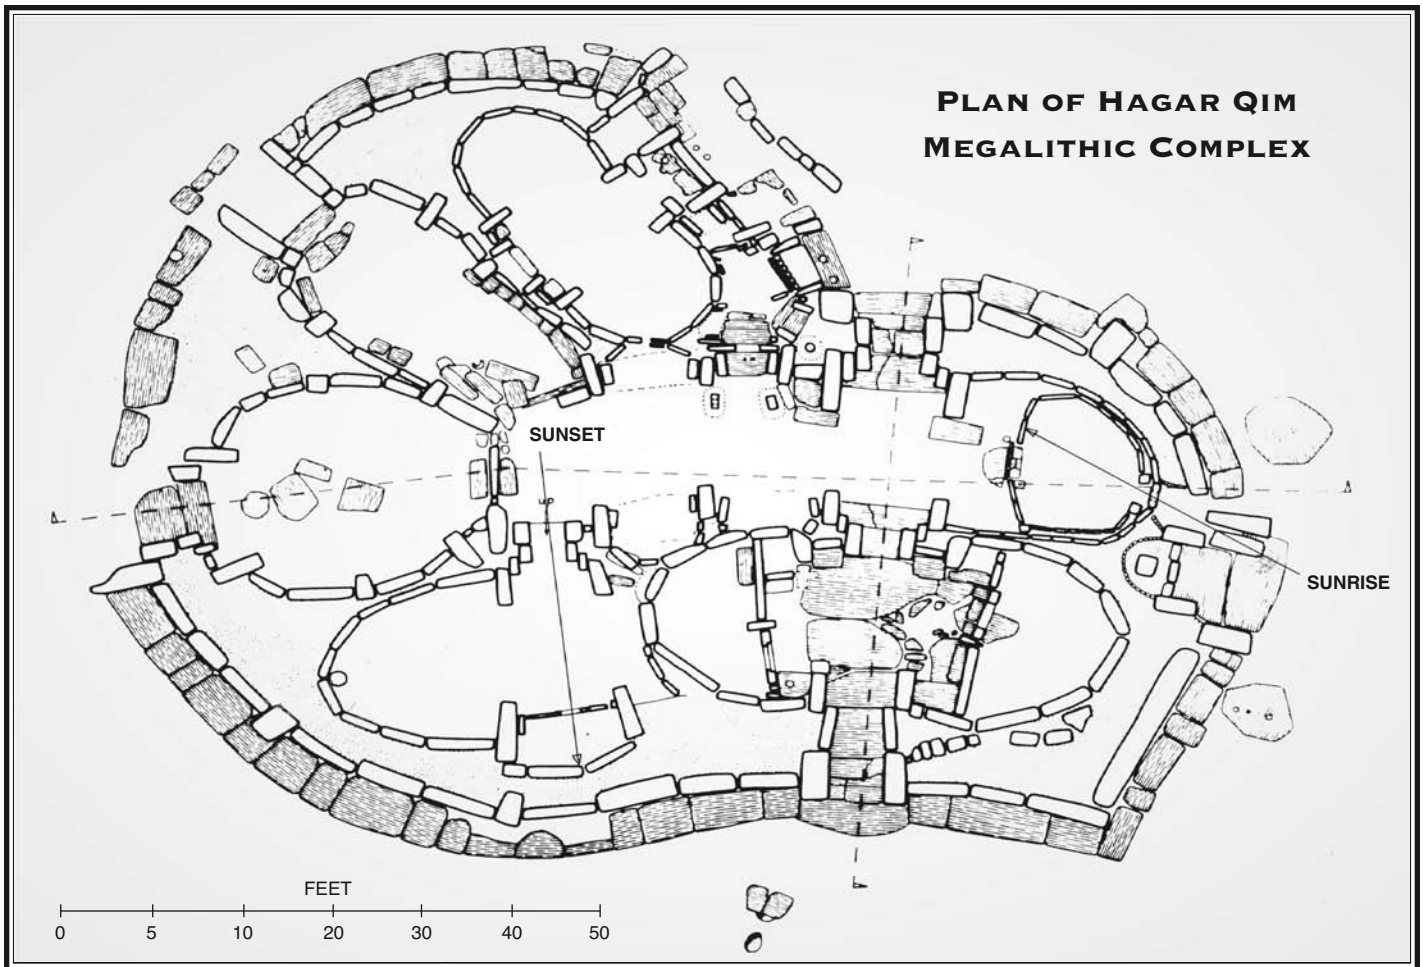 PLAN OF HAGAR QIM
MEGALITHIC COMPLEX
SUNSET
SUNRISE
FEET
0 5 10 20 30 40 50